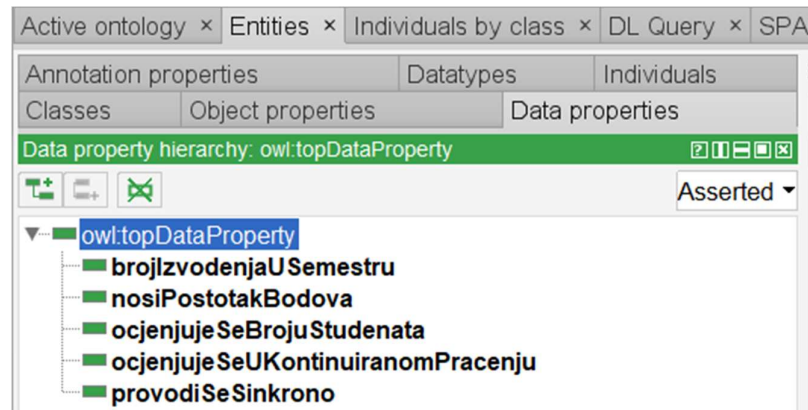 Active ontology × Entities × Individuals by class × DL Query × SPA
Annotation properties Datatypes Individuals
Classes Object properties Data properties
Data property hierarchy: owl:topDataProperty
Asserted
owl:topDataProperty
brojIzvodenjaUSemestru
nosiPostotakBodova
ocjenjujeSeBrojuStudenata
ocjenjujeSeUKontinuiranomPracenju
provodiSeSinkrono